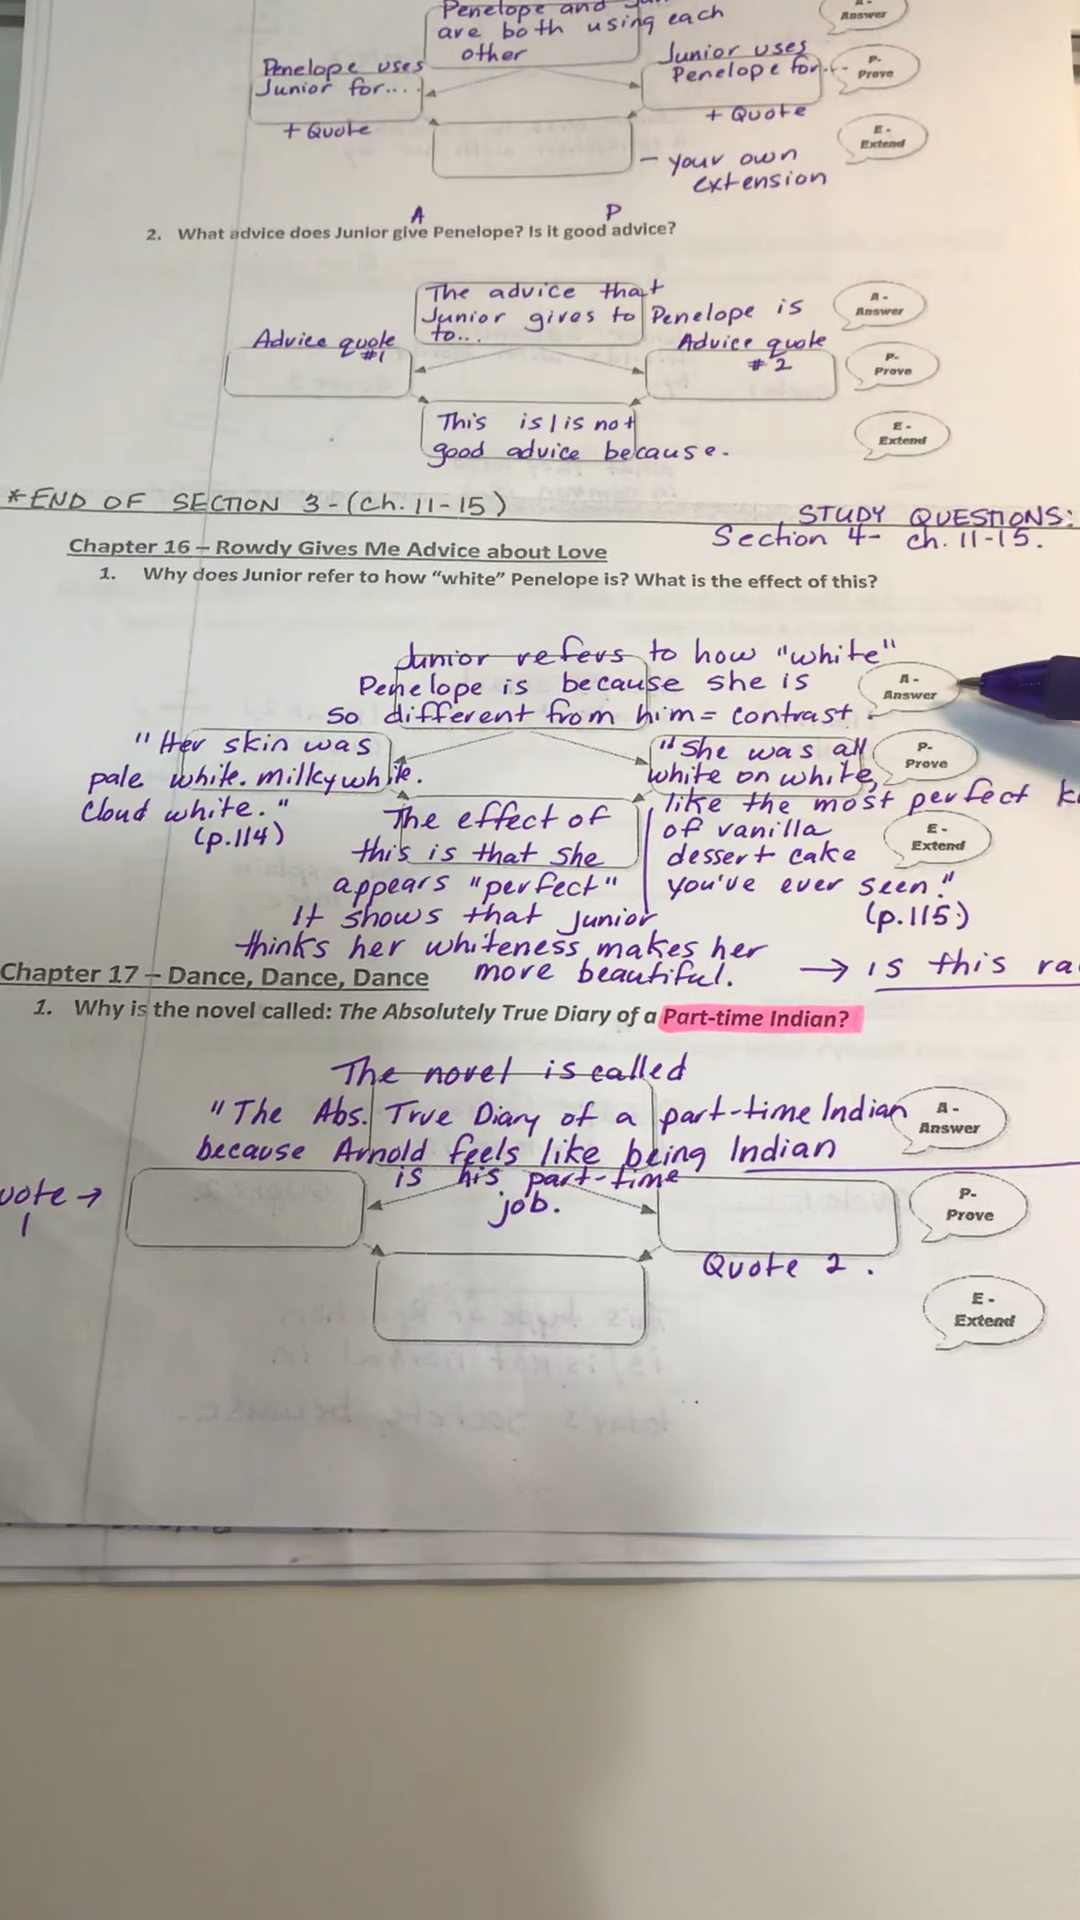 Penelope and
are both using each
other
A-
Answer
Penelope uses
Junior for....
+ Quote
Junior uses
Penelope for...
+ Quote
P-
Prove
E-
Extend
- your own
extension
A P
2. What advice does Junior give Penelope? Is it good advice?
The advice that
Junior gives to Penelope is
to...
A-
Answer
Advice quote
#1
Advice quote
#2
P-
Prove
This is/is not
good advice because.
E-
Extend
*END OF SECTION 3-(Ch. 11-15)
STUDY QUESTIONS:
Section 4- ch. 11-15.
Chapter 16 – Rowdy Gives Me Advice about Love
1. Why does Junior refer to how “white” Penelope is? What is the effect of this?
Junior refers to how "white"
Penelope is because she is
so different from him = contrast.
A-
Answer
"Her skin was
pale white. milky white.
Cloud white."
(p.114)
"She was all
white on white,
like the most perfect
of vanilla
dessert cake
you've ever seen."
(p.115)
P-
Prove
The effect of
this is that she
appears "perfect"
It shows that Junior
thinks her whiteness makes her
more beautiful.
E-
Extend
→ is this
Chapter 17 – Dance, Dance, Dance
1. Why is the novel called: The Absolutely True Diary of a Part-time Indian?
The novel is called
"The Abs. True Diary of a part-time Indian
because Arnold feels like being Indian
is his part-time
job.
A-
Answer
→
1
Quote 2.
P-
Prove
E-
Extend